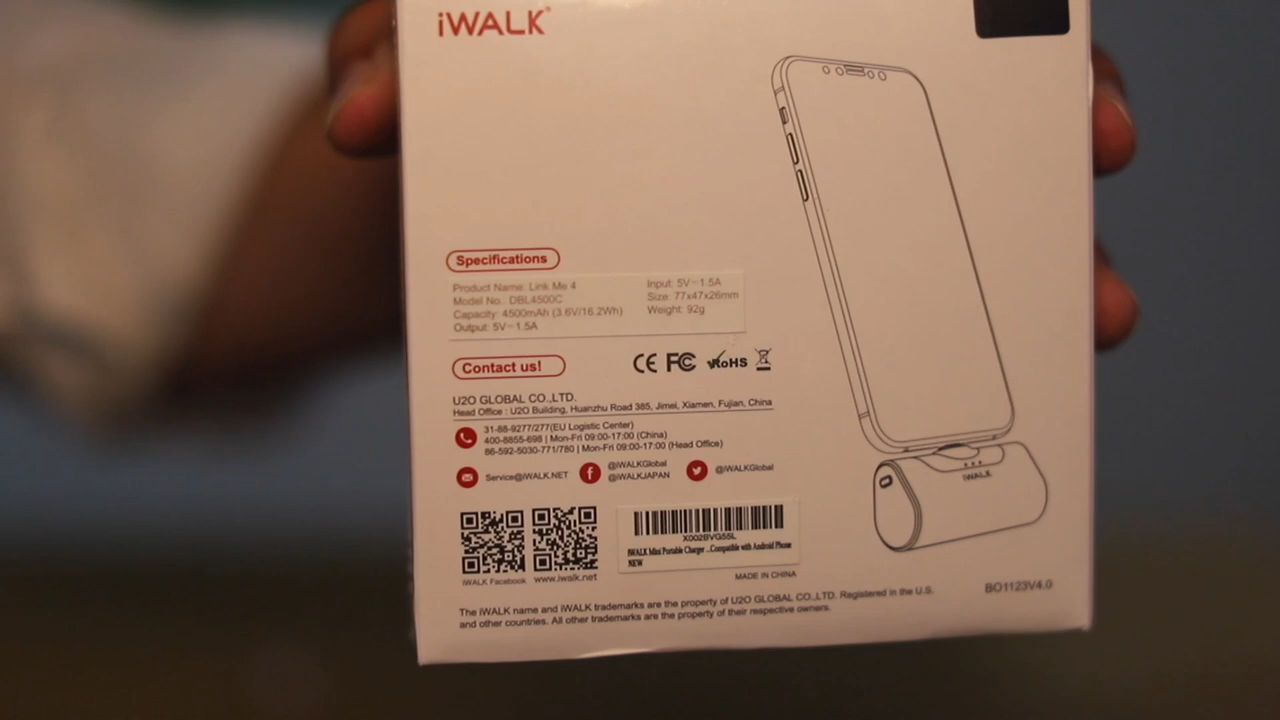 iWALK®
Specifications
Product Name: Link Me 4
Model No.: DBL4500C
Capacity: 4500mAh (3.6V/16.2Wh)
Output: 5V⎓1.5A
Input: 5V⎓1.5A
Size: 77x47x26mm
Weight: 92g
Contact us!
CE FC RoHS
U2O GLOBAL CO.,LTD.
Head Office : U2O Building, Huanzhu Road 385, Jimei, Xiamen, Fujian, China
31-88-9277/277(EU Logistic Center)
400-8855-698 | Mon-Fri 09:00-17:00 (China)
86-592-5030-771/780 | Mon-Fri 09:00-17:00 (Head Office)
Service@iWALK.NET
@iWALKGlobal
@iWALKJAPAN
@iWALKGlobal
iWALK
iWALK Facebook
www.iwalk.net
X002BVG55L
iWALK Mini Portable Charger ...Compatible with Android Phone
NEW
MADE IN CHINA
BO1123V4.0
The iWALK name and iWALK trademarks are the property of U2O GLOBAL CO.,LTD. Registered in the U.S.
and other countries. All other trademarks are the property of their respective owners.